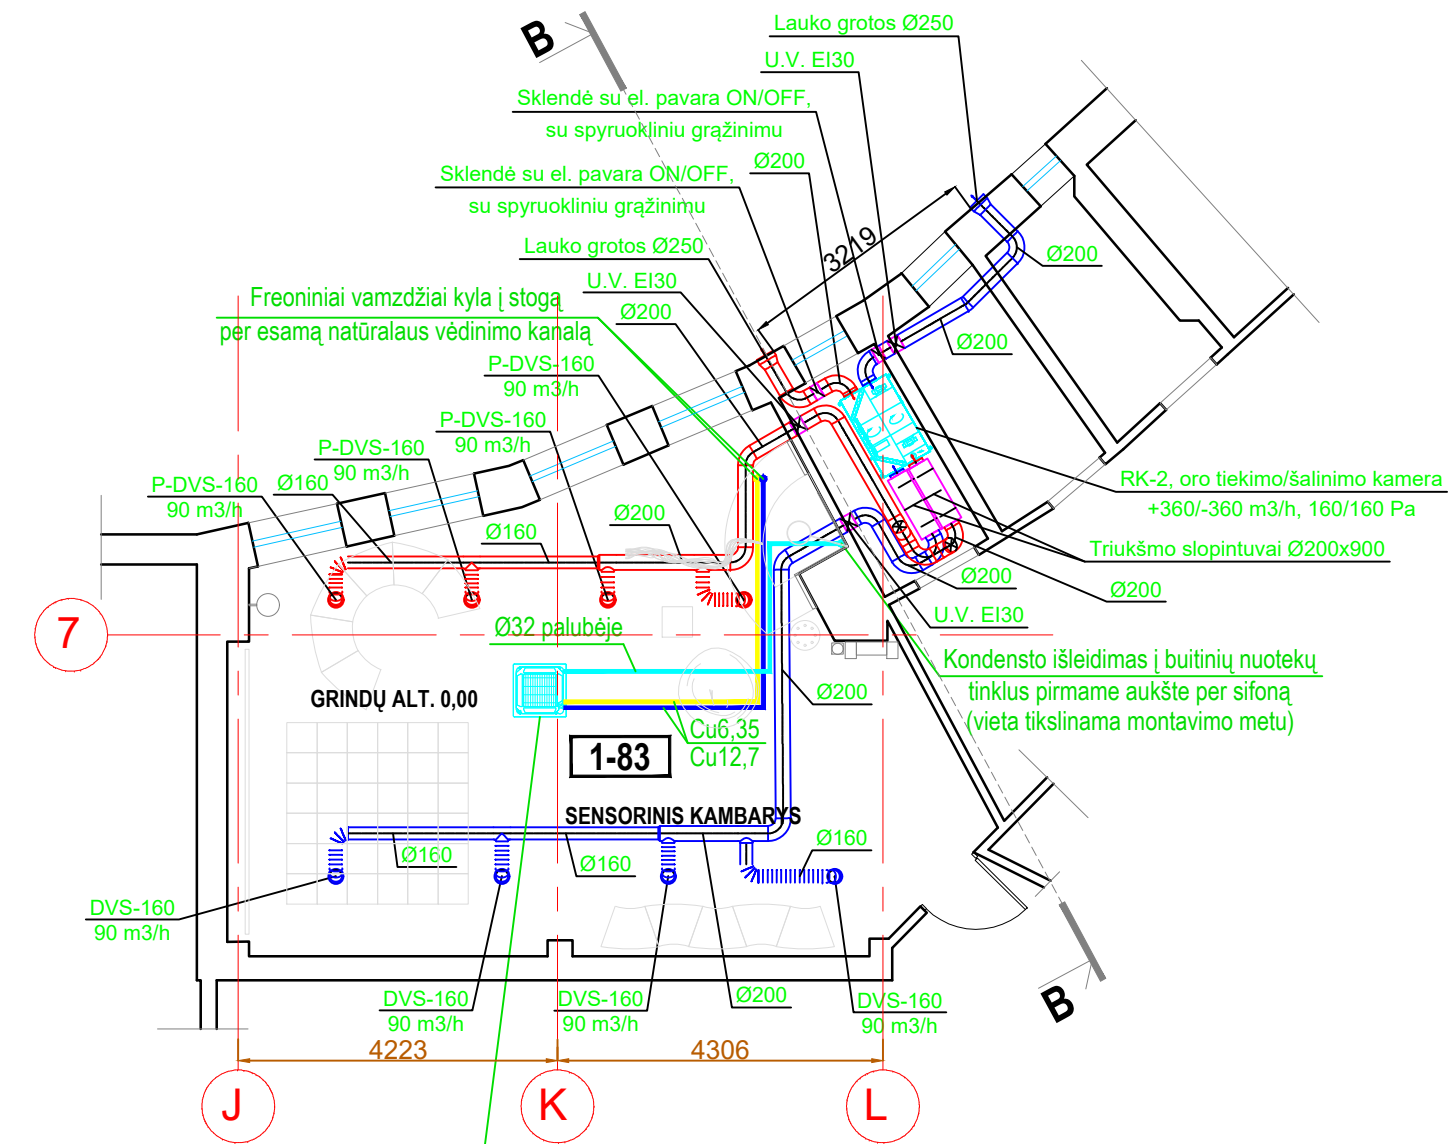 B
Lauko grotos Ø250
U.V. EI30
Sklendė su el. pavara ON/OFF,
su spyruokliniu grąžinimu
Ø200
Sklendė su el. pavara ON/OFF,
su spyruokliniu grąžinimu
3219
Lauko grotos Ø250
Ø200
U.V. EI30
Freoniniai vamzdžiai kyla į stogą
per esamą natūralaus vėdinimo kanalą
Ø200
Ø200
P-DVS-160
90 m3/h
P-DVS-160
90 m3/h
P-DVS-160
90 m3/h
P-DVS-160
90 m3/h
Ø160
Ø200
Ø160
RK-2, oro tiekimo/šalinimo kamera
+360/-360 m3/h, 160/160 Pa
Triukšmo slopintuvai Ø200x900
Ø200
Ø200
U.V. EI30
7
Ø32 palubėje
Kondensto išleidimas į buitinių nuotekų
tinklus pirmame aukšte per sifoną
(vieta tikslinama montavimo metu)
GRINDŲ ALT. 0,00
Ø200
Cu6,35
Cu12,7
1-83
SENSORINIS KAMBARYS
Ø160
Ø160
Ø160
DVS-160
90 m3/h
DVS-160
90 m3/h
DVS-160
90 m3/h
Ø200
DVS-160
90 m3/h
B
4223
4306
J
K
L